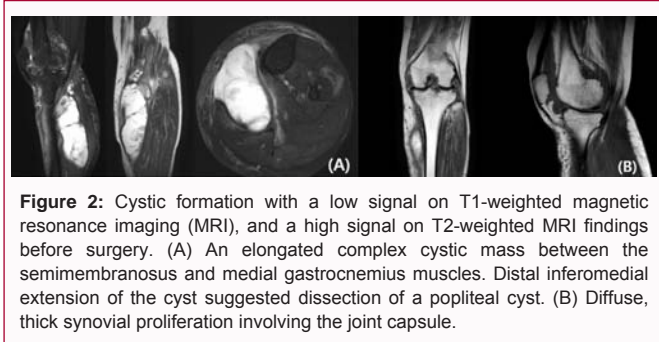 (A)
(B)
Figure 2: Cystic formation with a low signal on T1-weighted magnetic
resonance imaging (MRI), and a high signal on T2-weighted MRI findings
before surgery. (A) An elongated complex cystic mass between the
semimembranosus and medial gastrocnemius muscles. Distal inferomedial
extension of the cyst suggested dissection of a popliteal cyst. (B) Diffuse,
thick synovial proliferation involving the joint capsule.